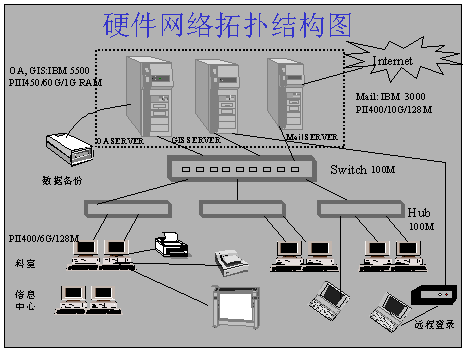 硬件网络拓扑结构图
OA, GIS:IBM 5500
PIII450/60G/1G RAM
Internet
Mail: IBM 3000
PII400/10G/128M
OA SERVER
GIS SERVER
Mail SERVER
数据备份
Switch 100M
Hub
100M
PII400/6G/128M
科室
信息
中心
远程登录